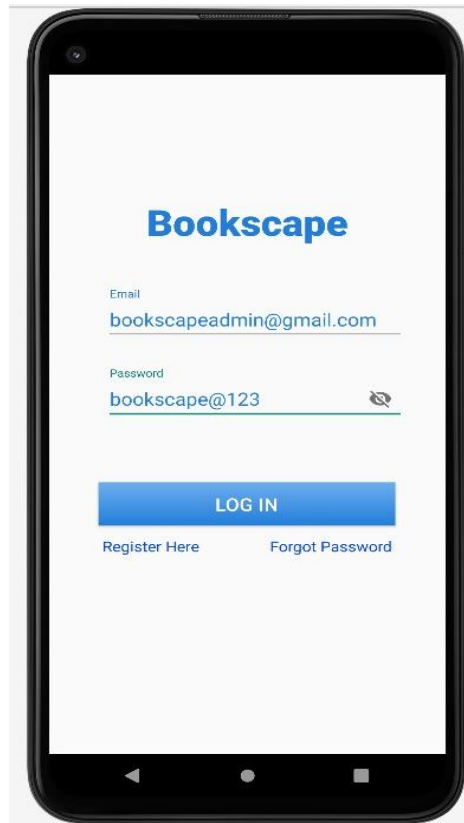 Bookscape
Email
bookscapeadmin@gmail.com
Password
bookscape@123
LOG IN
Register Here Forgot Password